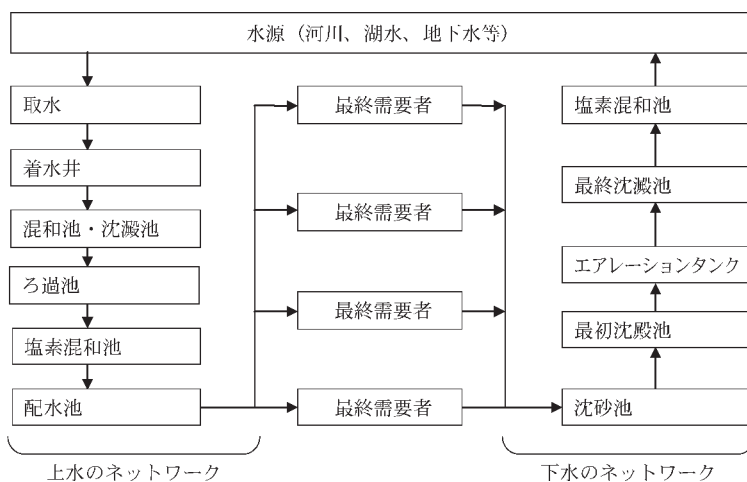 水源（河川、湖水、地下水等）
取水
着水井
混和池・沈澱池
ろ過池
塩素混和池
配水池
最終需要者
最終需要者
最終需要者
最終需要者
塩素混和池
最終沈澱池
エアレーションタンク
最初沈殿池
沈砂池
上水のネットワーク
下水のネットワーク